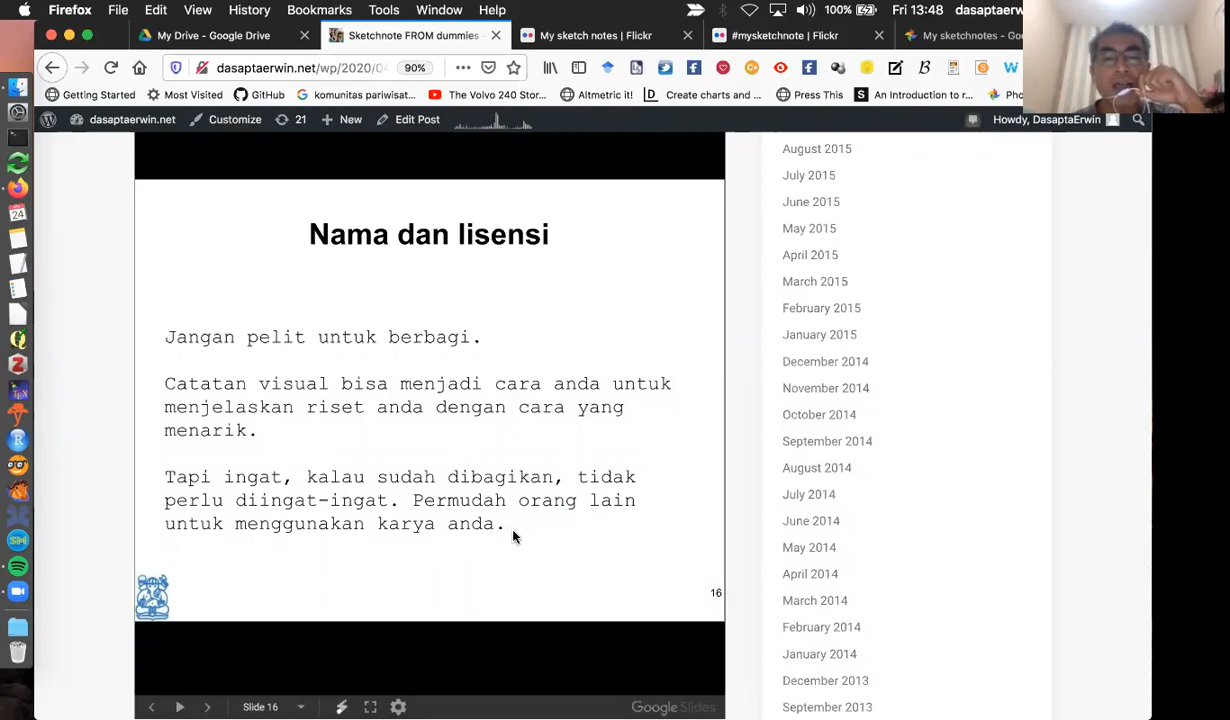 Firefox File Edit View History Bookmarks Tools Window Help 100% Fri 13:48 dasaptaerwin.
My Drive - Google Drive Sketchnote FROM dummies - My sketch notes | Flickr #mysketchnote | Flickr My sketchnotes - G
dasaptaerwin.net/wp/2020/0 90%
Getting Started Most Visited GitHub komunitas pariwisat... The Volvo 240 Stor... Altmetric it! Create charts and ... Press This An Introduction to r... Pho
dasaptaerwin.net Customize 21 New Edit Post Howdy, DasaptaErwin
Nama dan lisensi
Jangan pelit untuk berbagi.
Catatan visual bisa menjadi cara anda untuk
menjelaskan riset anda dengan cara yang
menarik.
Tapi ingat, kalau sudah dibagikan, tidak
perlu diingat-ingat. Permudah orang lain
untuk menggunakan karya anda.
16
Slide 16 Google Slides
August 2015
July 2015
June 2015
May 2015
April 2015
March 2015
February 2015
January 2015
December 2014
November 2014
October 2014
September 2014
August 2014
July 2014
June 2014
May 2014
April 2014
March 2014
February 2014
January 2014
December 2013
September 2013
24